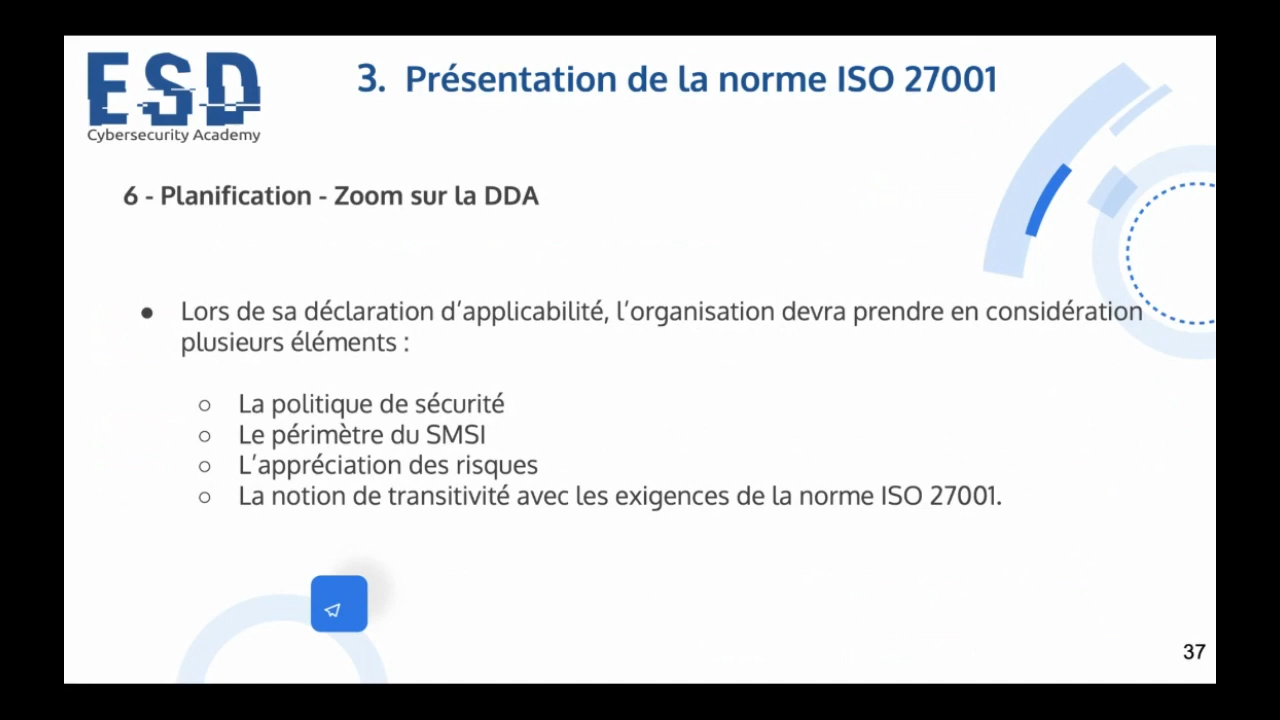 ESD
Cybersecurity Academy
3. Présentation de la norme ISO 27001
6 - Planification - Zoom sur la DDA
● Lors de sa déclaration d’applicabilité, l’organisation devra prendre en considération
plusieurs éléments :
○ La politique de sécurité
○ Le périmètre du SMSI
○ L’appréciation des risques
○ La notion de transitivité avec les exigences de la norme ISO 27001.
37